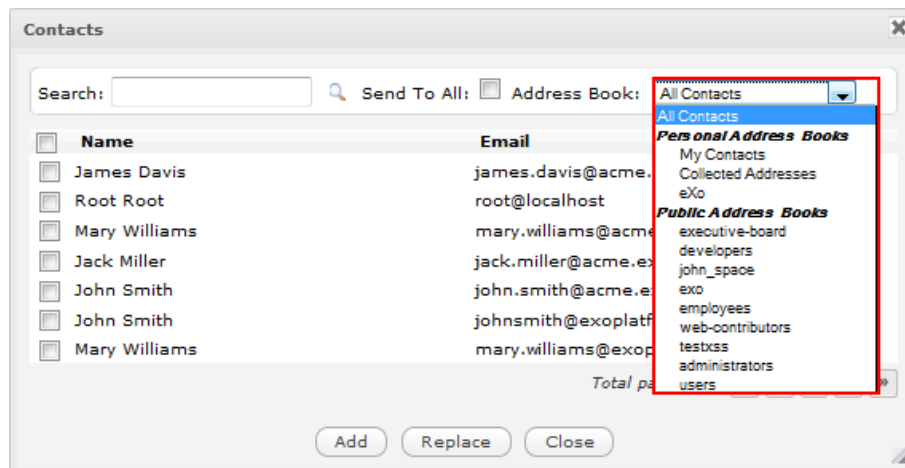 Contacts
Search: Send To All: Address Book: All Contacts
All Contacts
Personal Address Books
My Contacts
Collected Addresses
eXo
Public Address Books
executive-board
developers
john_space
exo
employees
web-contributors
testxss
administrators
users
Name Email
James Davis james.davis@acme.
Root Root root@localhost
Mary Williams mary.williams@acme
Jack Miller jack.miller@acme.ex
John Smith john.smith@acme.e
John Smith johnsmith@exoplatf
Mary Williams mary.williams@exop
Total pa
Add Replace Close